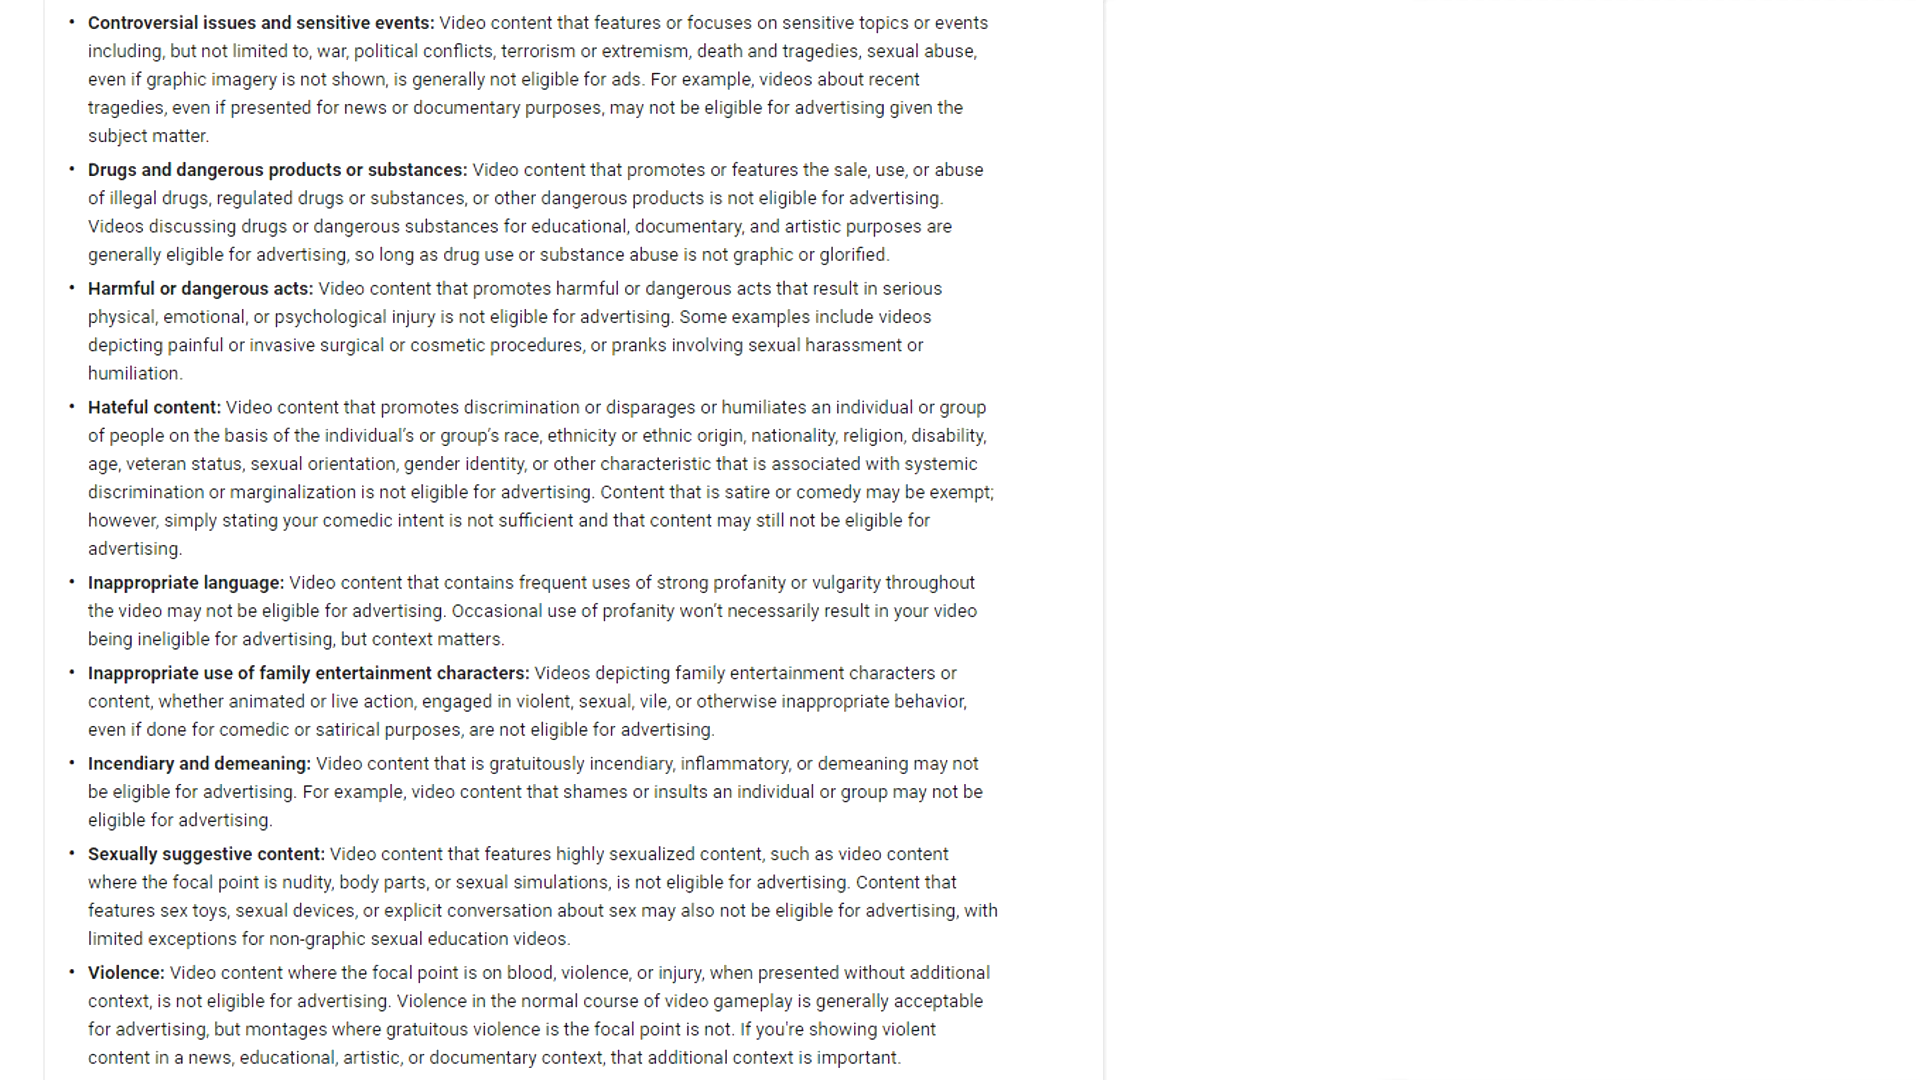 • Controversial issues and sensitive events: Video content that features or focuses on sensitive topics or events
including, but not limited to, war, political conflicts, terrorism or extremism, death and tragedies, sexual abuse,
even if graphic imagery is not shown, is generally not eligible for ads. For example, videos about recent
tragedies, even if presented for news or documentary purposes, may not be eligible for advertising given the
subject matter.
• Drugs and dangerous products or substances: Video content that promotes or features the sale, use, or abuse
of illegal drugs, regulated drugs or substances, or other dangerous products is not eligible for advertising.
Videos discussing drugs or dangerous substances for educational, documentary, and artistic purposes are
generally eligible for advertising, so long as drug use or substance abuse is not graphic or glorified.
• Harmful or dangerous acts: Video content that promotes harmful or dangerous acts that result in serious
physical, emotional, or psychological injury is not eligible for advertising. Some examples include videos
depicting painful or invasive surgical or cosmetic procedures, or pranks involving sexual harassment or
humiliation.
• Hateful content: Video content that promotes discrimination or disparages or humiliates an individual or group
of people on the basis of the individual's or group's race, ethnicity or ethnic origin, nationality, religion, disability,
age, veteran status, sexual orientation, gender identity, or other characteristic that is associated with systemic
discrimination or marginalization is not eligible for advertising. Content that is satire or comedy may be exempt;
however, simply stating your comedic intent is not sufficient and that content may still not be eligible for
advertising.
• Inappropriate language: Video content that contains frequent uses of strong profanity or vulgarity throughout
the video may not be eligible for advertising. Occasional use of profanity won't necessarily result in your video
being ineligible for advertising, but context matters.
• Inappropriate use of family entertainment characters: Videos depicting family entertainment characters or
content, whether animated or live action, engaged in violent, sexual, vile, or otherwise inappropriate behavior,
even if done for comedic or satirical purposes, are not eligible for advertising.
• Incendiary and demeaning: Video content that is gratuitously incendiary, inflammatory, or demeaning may not
be eligible for advertising. For example, video content that shames or insults an individual or group may not be
eligible for advertising.
• Sexually suggestive content: Video content that features highly sexualized content, such as video content
where the focal point is nudity, body parts, or sexual simulations, is not eligible for advertising. Content that
features sex toys, sexual devices, or explicit conversation about sex may also not be eligible for advertising, with
limited exceptions for non-graphic sexual education videos.
• Violence: Video content where the focal point is on blood, violence, or injury, when presented without additional
context, is not eligible for advertising. Violence in the normal course of video gameplay is generally acceptable
for advertising, but montages where gratuitous violence is the focal point is not. If you're showing violent
content in a news, educational, artistic, or documentary context, that additional context is important.